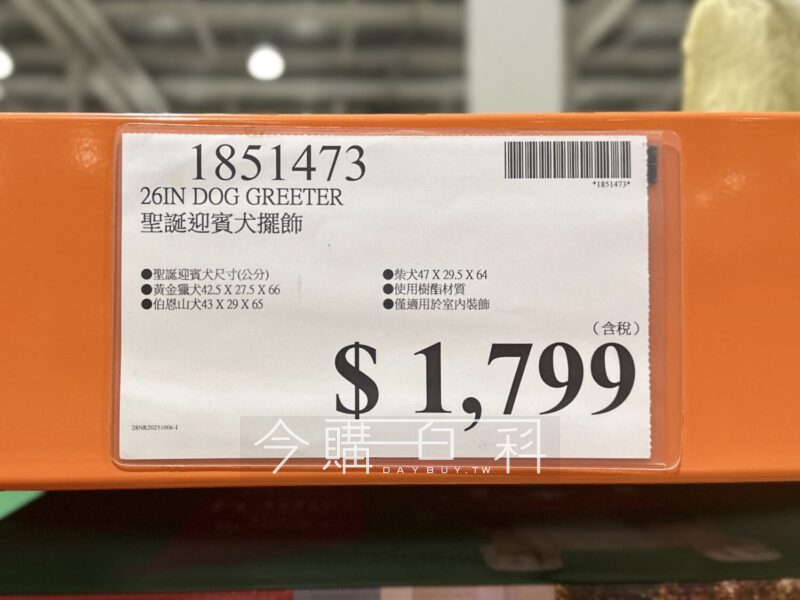 1851473
*1851473*
26IN DOG GREETER
聖誕迎賓犬擺飾
●聖誕迎賓犬尺寸(公分)
●黃金獵犬42.5 X 27.5 X 66
●伯恩山犬43 X 29 X 65
●柴犬47 X 29.5 X 64
●使用樹酯材質
●僅適用於室內裝飾
(含稅)
$ 1,799
28NR20251006-1
今購百科
DAYBUY.TW